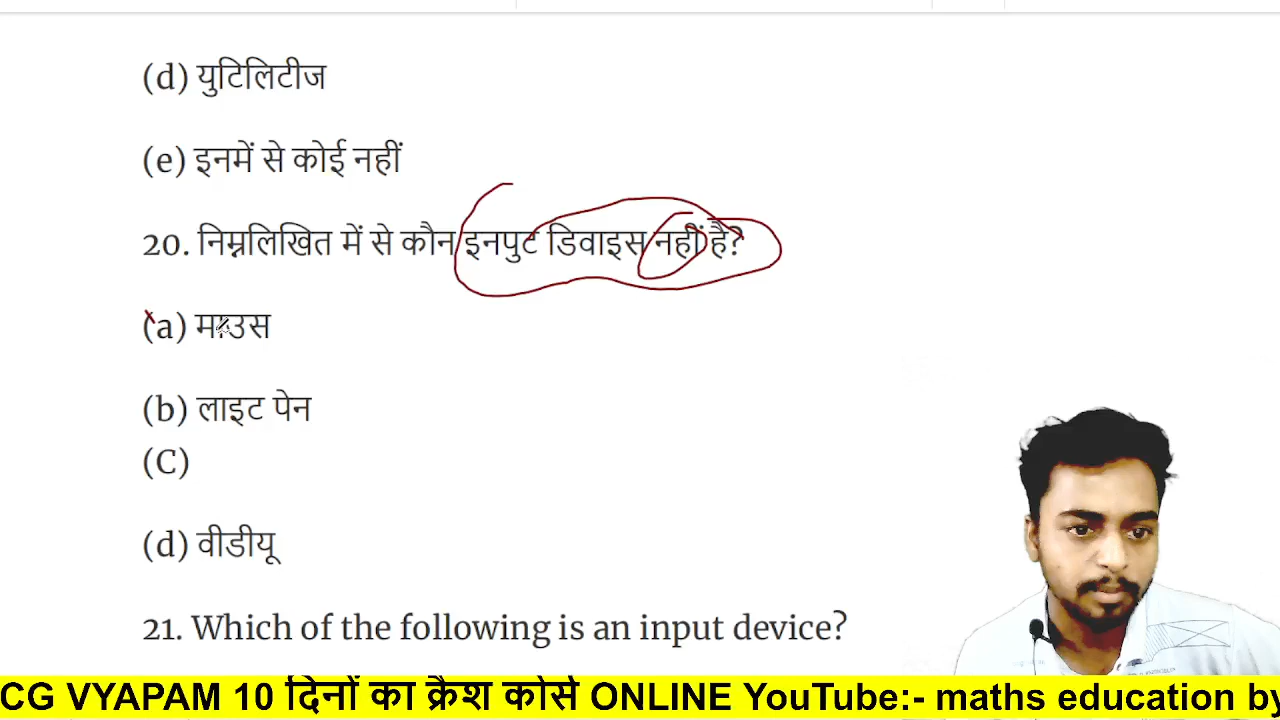 (d) युटिलिटीज
(e) इनमें से कोई नहीं
20. निम्नलिखित में से कौन इनपुट डिवाइस नहीं है?
(a) माउस
(b) लाइट पेन
(C)
(d) वीडीयू
21. Which of the following is an input device?
CG VYAPAM 10 दिनों का क्रैश कोर्स ONLINE YouTube:- maths education by